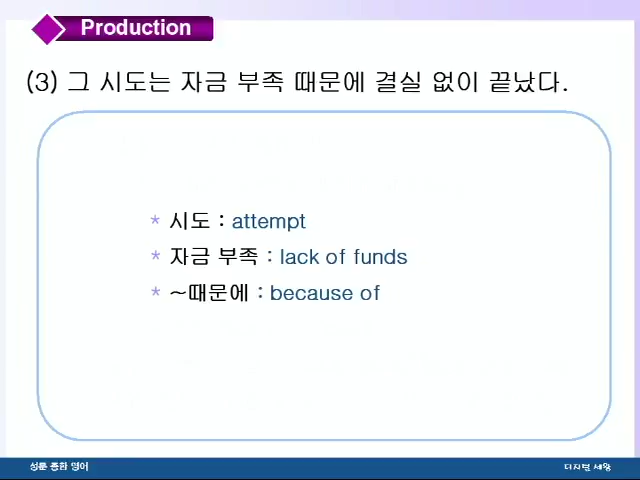 Production
(3) 그 시도는 자금 부족 때문에 결실 없이 끝났다.
* 시도 : attempt
* 자금 부족 : lack of funds
* ~때문에 : because of
성문 종합 영어
디지털 세왕